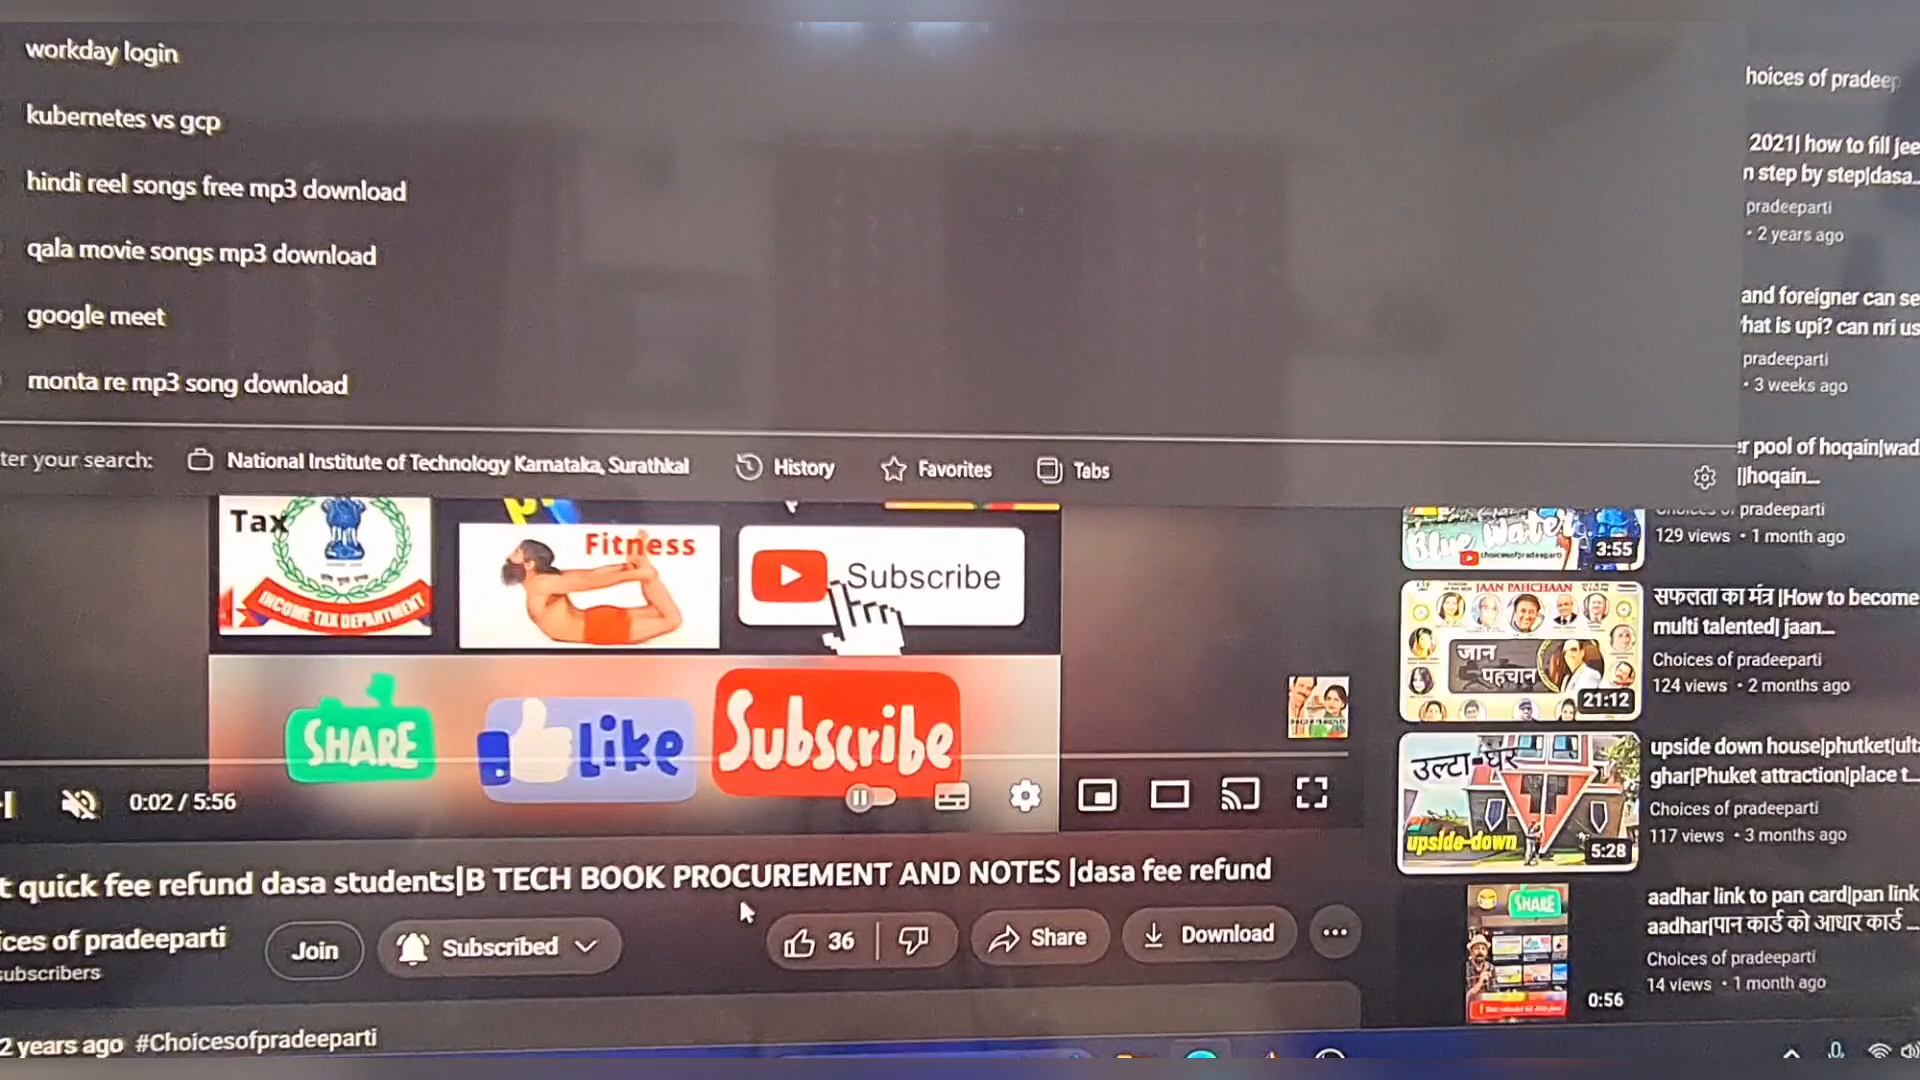 workday login
kubernetes vs gcp
hindi reel songs free mp3 download
qala movie songs mp3 download
google meet
monta re mp3 song download
ter your search:
National Institute of Technology Karnataka, Surathkal
History
Favorites
Tabs
hoices of pradeep
2021| how to fill jee
n step by step|dasa...
pradeeparti
• 2 years ago
and foreigner can se
hat is upi? can nri us
pradeeparti
• 3 weeks ago
er pool of hoqain|wad
||hoqain...
Choices of pradeeparti
129 views • 1 month ago
Blue Water
choicesofpradeeparti
3:55
Tax
INCOME TAX DEPARTMENT
Fitness
Subscribe
SHARE
Like
Subscribe
0:02 / 5:56
JAAN PAHCHAAN
जान
पहचान
21:12
सफलता का मंत्र |How to become
multi talented| jaan...
Choices of pradeeparti
124 views • 2 months ago
उल्टा-घर
upside-down
5:28
upside down house|phutket|ult
ghar|Phuket attraction|place t...
Choices of pradeeparti
117 views • 3 months ago
SHARE
0:56
aadhar link to pan card|pan link
aadhar|पान कार्ड को आधार कार्ड ...
Choices of pradeeparti
14 views • 1 month ago
t quick fee refund dasa students|B TECH BOOK PROCUREMENT AND NOTES |dasa fee refund
ices of pradeeparti
ubscribers
Join
Subscribed
36
Share
Download
2 years ago #Choicesofpradeeparti